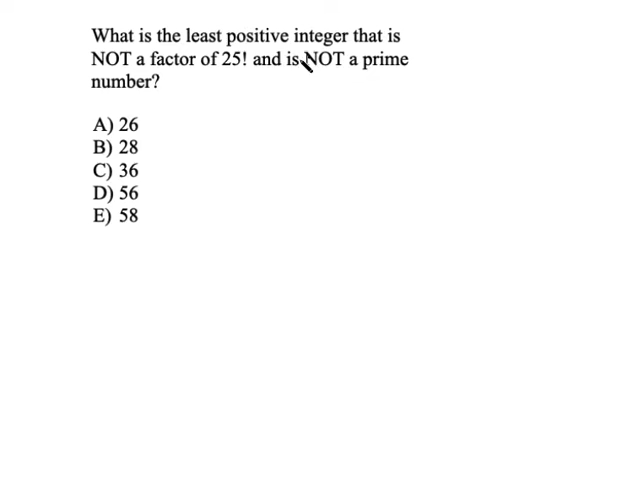 What is the least positive integer that is
NOT a factor of 25! and is NOT a prime
number?
A) 26
B) 28
C) 36
D) 56
E) 58